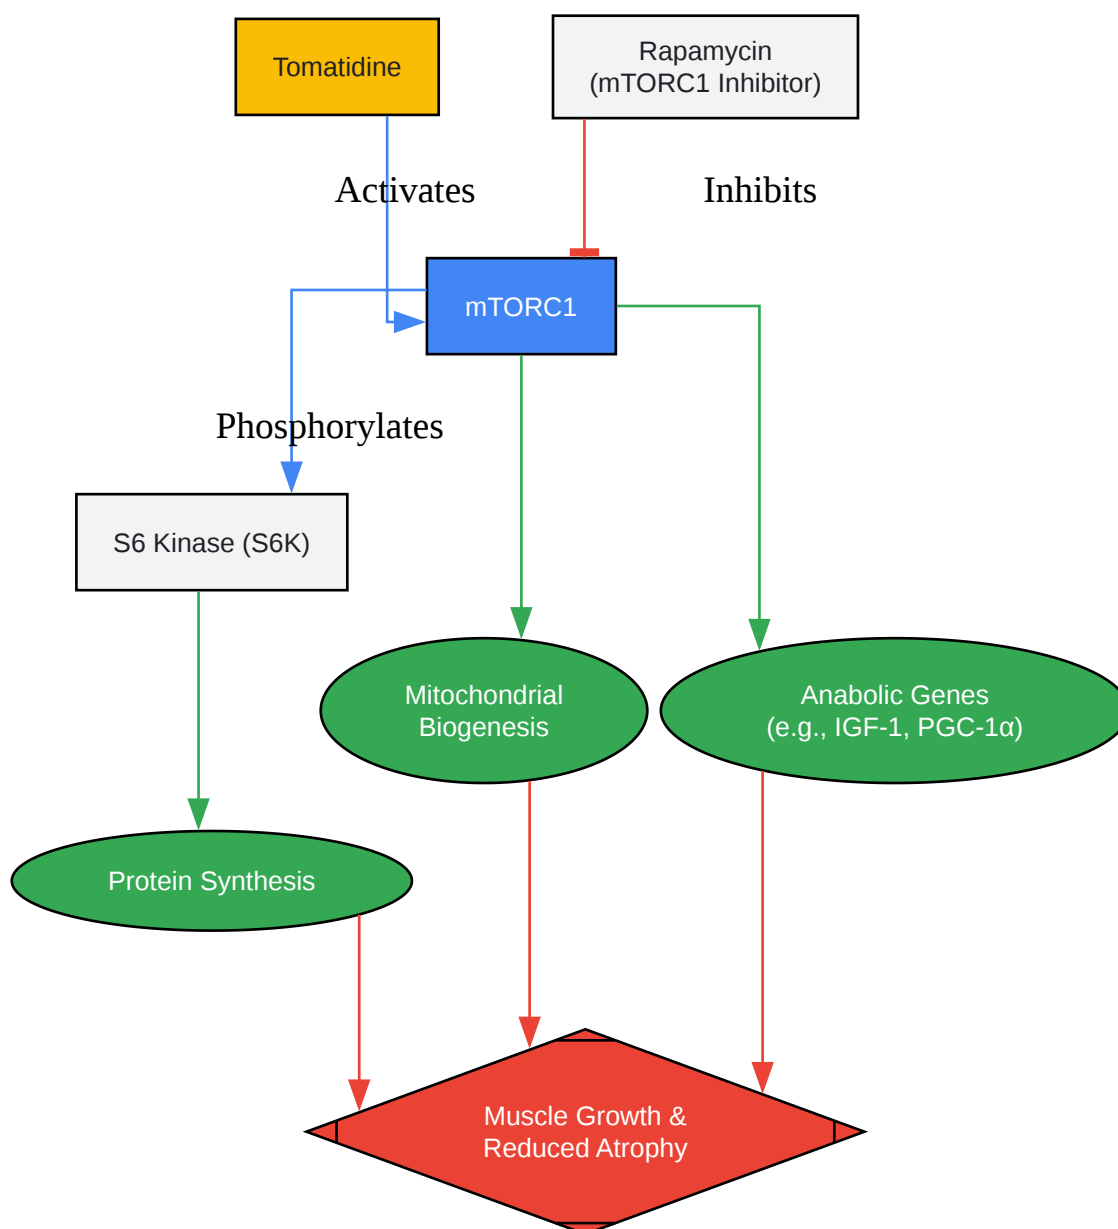 Tomatidine
Rapamycin
(mTORC1 Inhibitor)
Activates
Inhibits
mTORC1
Phosphorylates
S6 Kinase (S6K)
Mitochondrial
Biogenesis
Anabolic Genes
(e.g., IGF-1, PGC-1α)
Protein Synthesis
Muscle Growth &
Reduced Atrophy